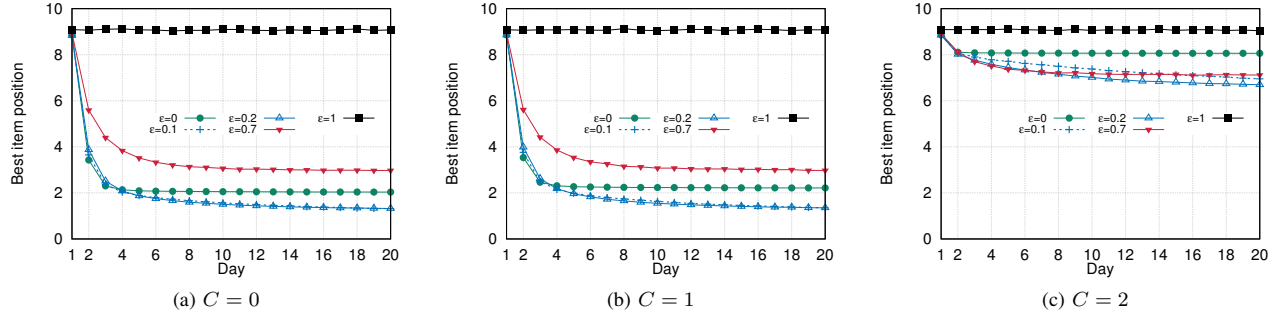 10
8
6
4
2
0
Best item position
ε=0
ε=0.1
ε=0.2
ε=0.7
ε=1
1 2 4 6 8 10 12 14 16 18 20
Day
(a) C = 0
10
8
6
4
2
0
Best item position
ε=0
ε=0.1
ε=0.2
ε=0.7
ε=1
1 2 4 6 8 10 12 14 16 18 20
Day
(b) C = 1
10
8
6
4
2
0
Best item position
ε=0
ε=0.1
ε=0.2
ε=0.7
ε=1
1 2 4 6 8 10 12 14 16 18 20
Day
(c) C = 2